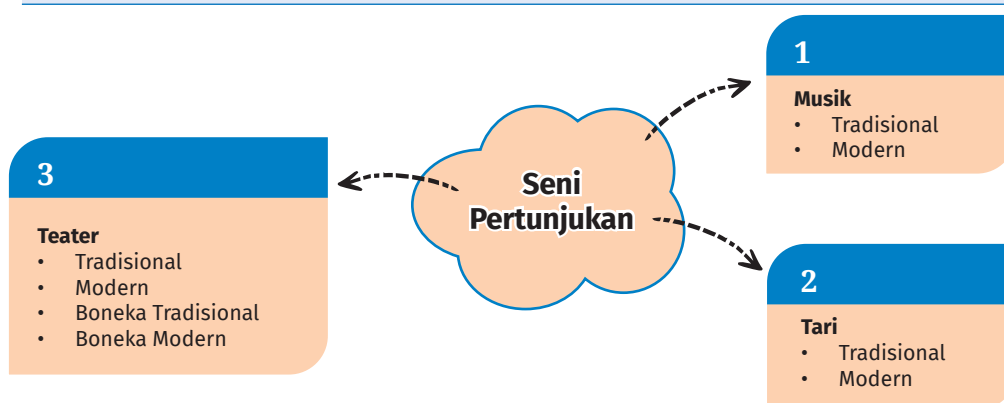 Seni
Pertunjukan
1
Musik
• Tradisional
• Modern
2
Tari
• Tradisional
• Modern
3
Teater
• Tradisional
• Modern
• Boneka Tradisional
• Boneka Modern